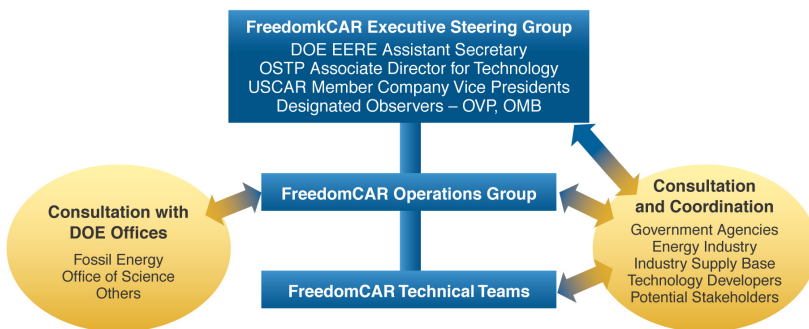 FreedomkCAR Executive Steering Group
DOE EERE Assistant Secretary
OSTP Associate Director for Technology
USCAR Member Company Vice Presidents
Designated Observers – OVP, OMB
Consultation with
DOE Offices
Fossil Energy
Office of Science
Others
FreedomCAR Operations Group
FreedomCAR Technical Teams
Consultation
and Coordination
Government Agencies
Energy Industry
Industry Supply Base
Technology Developers
Potential Stakeholders